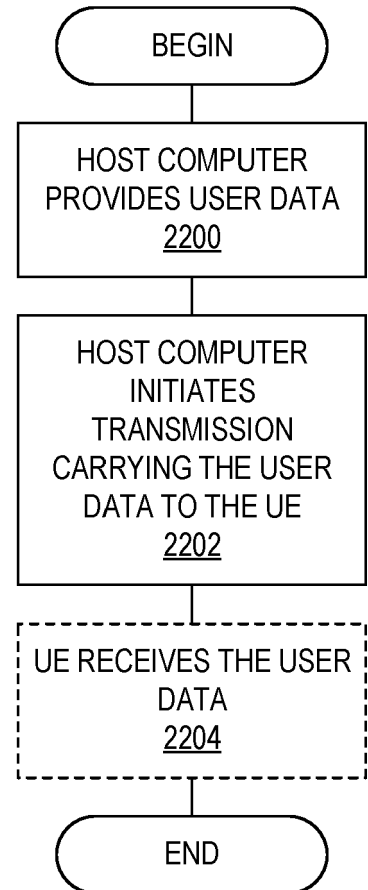 BEGIN
HOST COMPUTER
PROVIDES USER DATA
2200
HOST COMPUTER
INITIATES
TRANSMISSION
CARRYING THE USER
DATA TO THE UE
2202
UE RECEIVES THE USER
DATA
2204
END